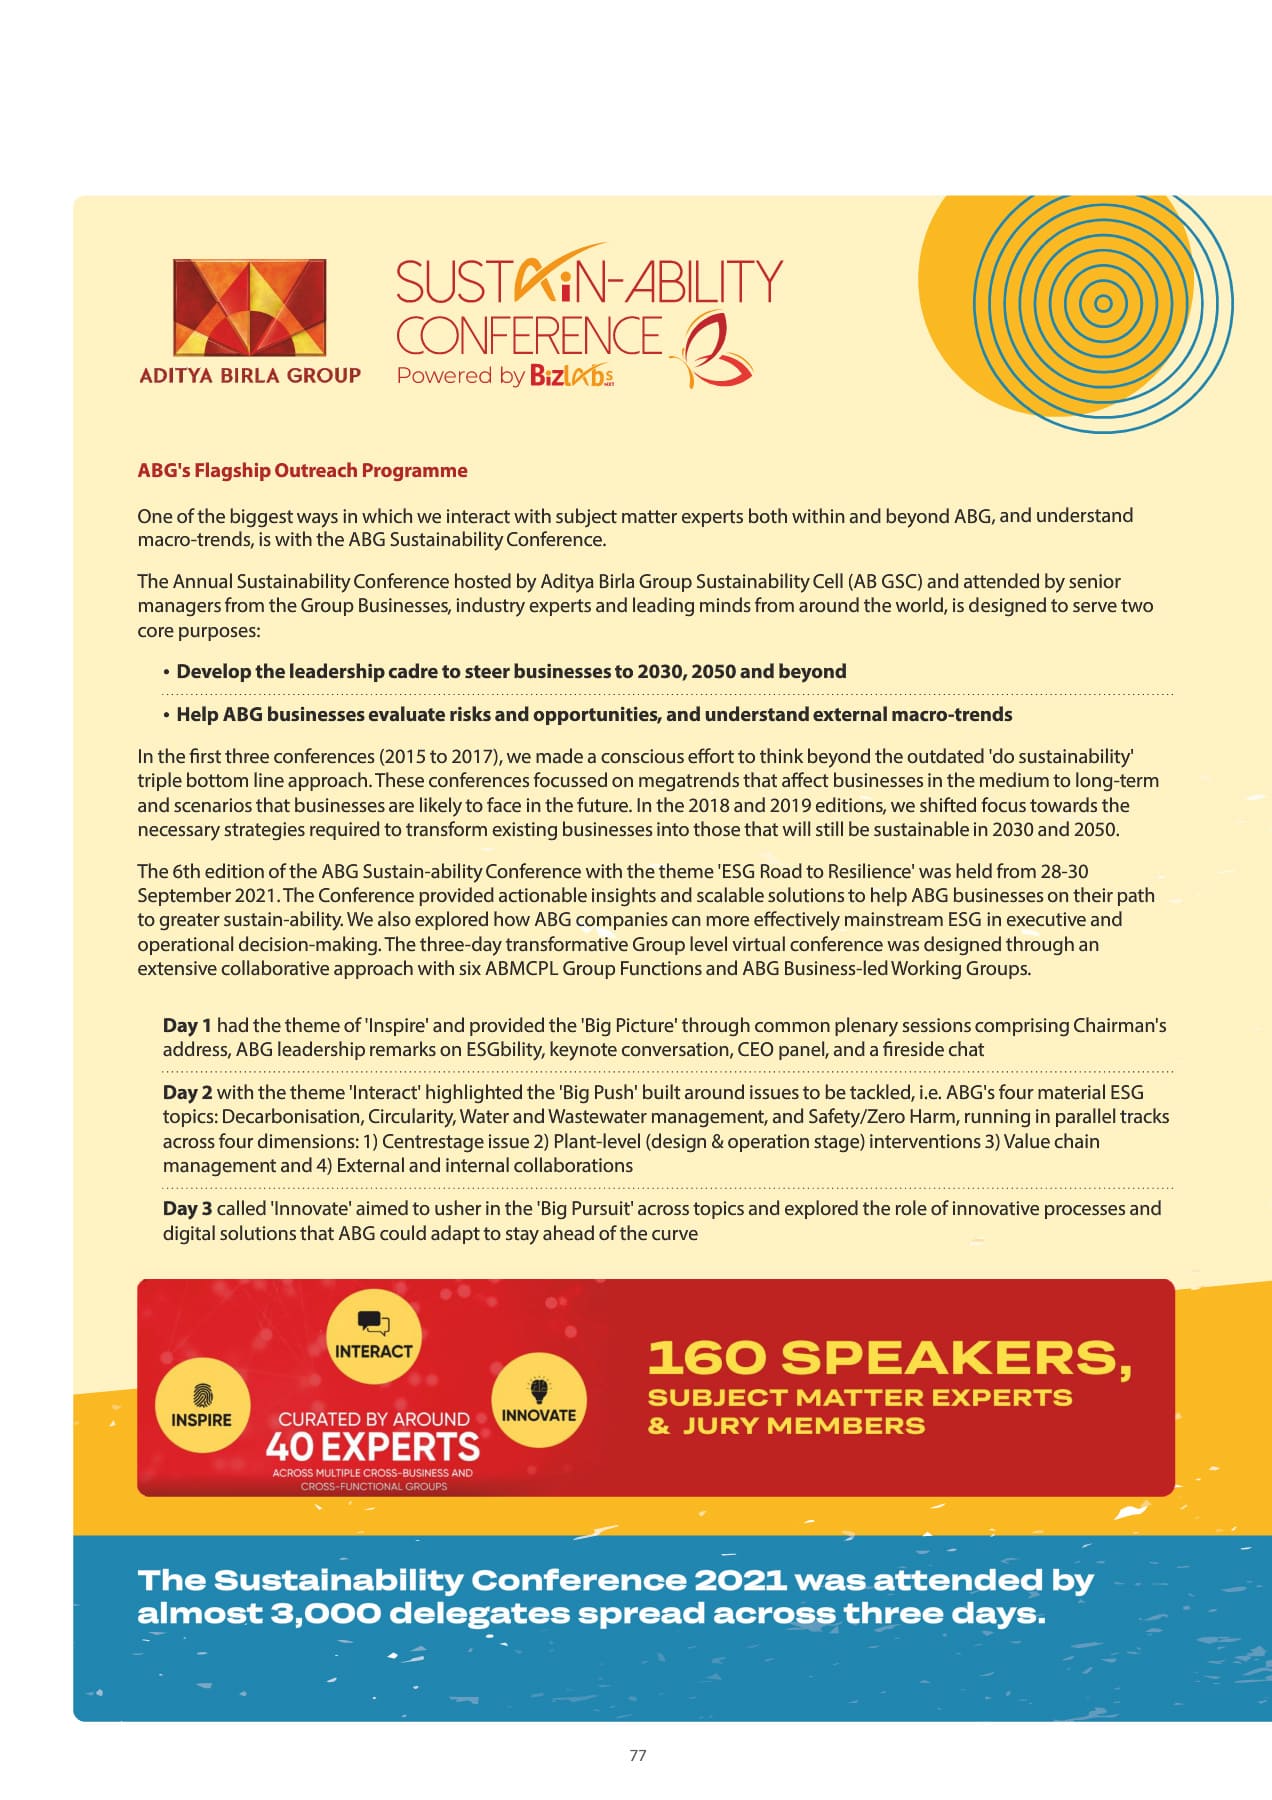 ADITYA BIRLA GROUP
SUSTAiN-ABILITY
CONFERENCE
Powered by BizLabs
ABG's Flagship Outreach Programme
One of the biggest ways in which we interact with subject matter experts both within and beyond ABG, and understand
macro-trends, is with the ABG Sustainability Conference.
The Annual Sustainability Conference hosted by Aditya Birla Group Sustainability Cell (AB GSC) and attended by senior
managers from the Group Businesses, industry experts and leading minds from around the world, is designed to serve two
core purposes:
• Develop the leadership cadre to steer businesses to 2030, 2050 and beyond
• Help ABG businesses evaluate risks and opportunities, and understand external macro-trends
In the first three conferences (2015 to 2017), we made a conscious effort to think beyond the outdated 'do sustainability'
triple bottom line approach. These conferences focussed on megatrends that affect businesses in the medium to long-term
and scenarios that businesses are likely to face in the future. In the 2018 and 2019 editions, we shifted focus towards the
necessary strategies required to transform existing businesses into those that will still be sustainable in 2030 and 2050.
The 6th edition of the ABG Sustain-ability Conference with the theme 'ESG Road to Resilience' was held from 28-30
September 2021. The Conference provided actionable insights and scalable solutions to help ABG businesses on their path
to greater sustain-ability. We also explored how ABG companies can more effectively mainstream ESG in executive and
operational decision-making. The three-day transformative Group level virtual conference was designed through an
extensive collaborative approach with six ABMCPL Group Functions and ABG Business-led Working Groups.
Day 1 had the theme of 'Inspire' and provided the 'Big Picture' through common plenary sessions comprising Chairman's
address, ABG leadership remarks on ESGbility, keynote conversation, CEO panel, and a fireside chat
Day 2 with the theme 'Interact' highlighted the 'Big Push' built around issues to be tackled, i.e. ABG's four material ESG
topics: Decarbonisation, Circularity, Water and Wastewater management, and Safety/Zero Harm, running in parallel tracks
across four dimensions: 1) Centrestage issue 2) Plant-level (design & operation stage) interventions 3) Value chain
management and 4) External and internal collaborations
Day 3 called 'Innovate' aimed to usher in the 'Big Pursuit' across topics and explored the role of innovative processes and
digital solutions that ABG could adapt to stay ahead of the curve
INSPIRE
INTERACT
INNOVATE
CURATED BY AROUND
40 EXPERTS
ACROSS MULTIPLE CROSS-BUSINESS AND
CROSS-FUNCTIONAL GROUPS
160 SPEAKERS,
SUBJECT MATTER EXPERTS
& JURY MEMBERS
The Sustainability Conference 2021 was attended by
almost 3,000 delegates spread across three days.
77